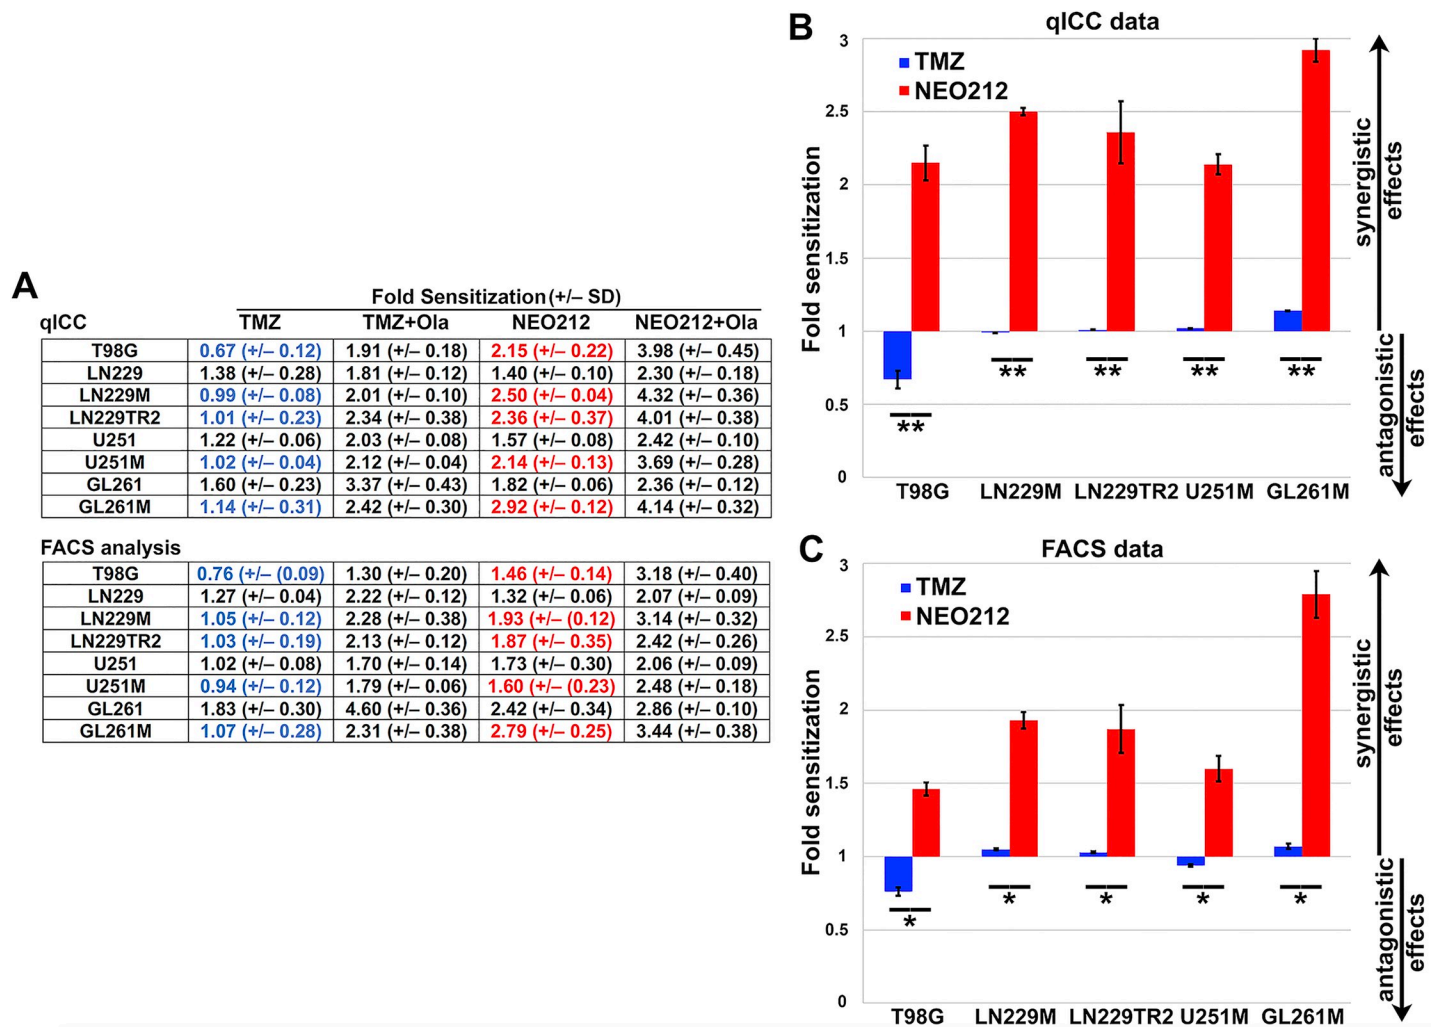 A
Fold Sensitization (+/– SD)
qICC TMZ TMZ+Ola NEO212 NEO212+Ola
T98G 0.67 (+/– 0.12) 1.91 (+/– 0.18) 2.15 (+/– 0.22) 3.98 (+/– 0.45)
LN229 1.38 (+/– 0.28) 1.81 (+/– 0.12) 1.40 (+/– 0.10) 2.30 (+/– 0.18)
LN229M 0.99 (+/– 0.08) 2.01 (+/– 0.10) 2.50 (+/– 0.04) 4.32 (+/– 0.36)
LN229TR2 1.01 (+/– 0.23) 2.34 (+/– 0.38) 2.36 (+/– 0.37) 4.01 (+/– 0.38)
U251 1.22 (+/– 0.06) 2.03 (+/– 0.08) 1.57 (+/– 0.08) 2.42 (+/– 0.10)
U251M 1.02 (+/– 0.04) 2.12 (+/– 0.04) 2.14 (+/– 0.13) 3.69 (+/– 0.28)
GL261 1.60 (+/– 0.23) 3.37 (+/– 0.43) 1.82 (+/– 0.06) 2.36 (+/– 0.12)
GL261M 1.14 (+/– 0.31) 2.42 (+/– 0.30) 2.92 (+/– 0.12) 4.14 (+/– 0.32)
FACS analysis
T98G 0.76 (+/– (0.09) 1.30 (+/– 0.20) 1.46 (+/– 0.14) 3.18 (+/– 0.40)
LN229 1.27 (+/– 0.04) 2.22 (+/– 0.12) 1.32 (+/– 0.06) 2.07 (+/– 0.09)
LN229M 1.05 (+/– 0.12) 2.28 (+/– 0.38) 1.93 (+/– (0.12) 3.14 (+/– 0.32)
LN229TR2 1.03 (+/– 0.19) 2.13 (+/– 0.12) 1.87 (+/– 0.35) 2.42 (+/– 0.26)
U251 1.02 (+/– 0.08) 1.70 (+/– 0.14) 1.73 (+/– 0.30) 2.06 (+/– 0.09)
U251M 0.94 (+/– 0.12) 1.79 (+/– 0.06) 1.60 (+/– (0.23) 2.48 (+/– 0.18)
GL261 1.83 (+/– 0.30) 4.60 (+/– 0.36) 2.42 (+/– 0.34) 2.86 (+/– 0.10)
GL261M 1.07 (+/– 0.28) 2.31 (+/– 0.38) 2.79 (+/– 0.25) 3.44 (+/– 0.38)
B
qICC data
TMZ
NEO212
Fold sensitization
3
2.5
2
1.5
1
0.5
0
** ** ** ** **
T98G LN229M LN229TR2 U251M GL261M
synergistic
effects
antagonistic
effects
C
FACS data
TMZ
NEO212
Fold sensitization
3
2.5
2
1.5
1
0.5
0
* * * * *
T98G LN229M LN229TR2 U251M GL261M
synergistic
effects
antagonistic
effects